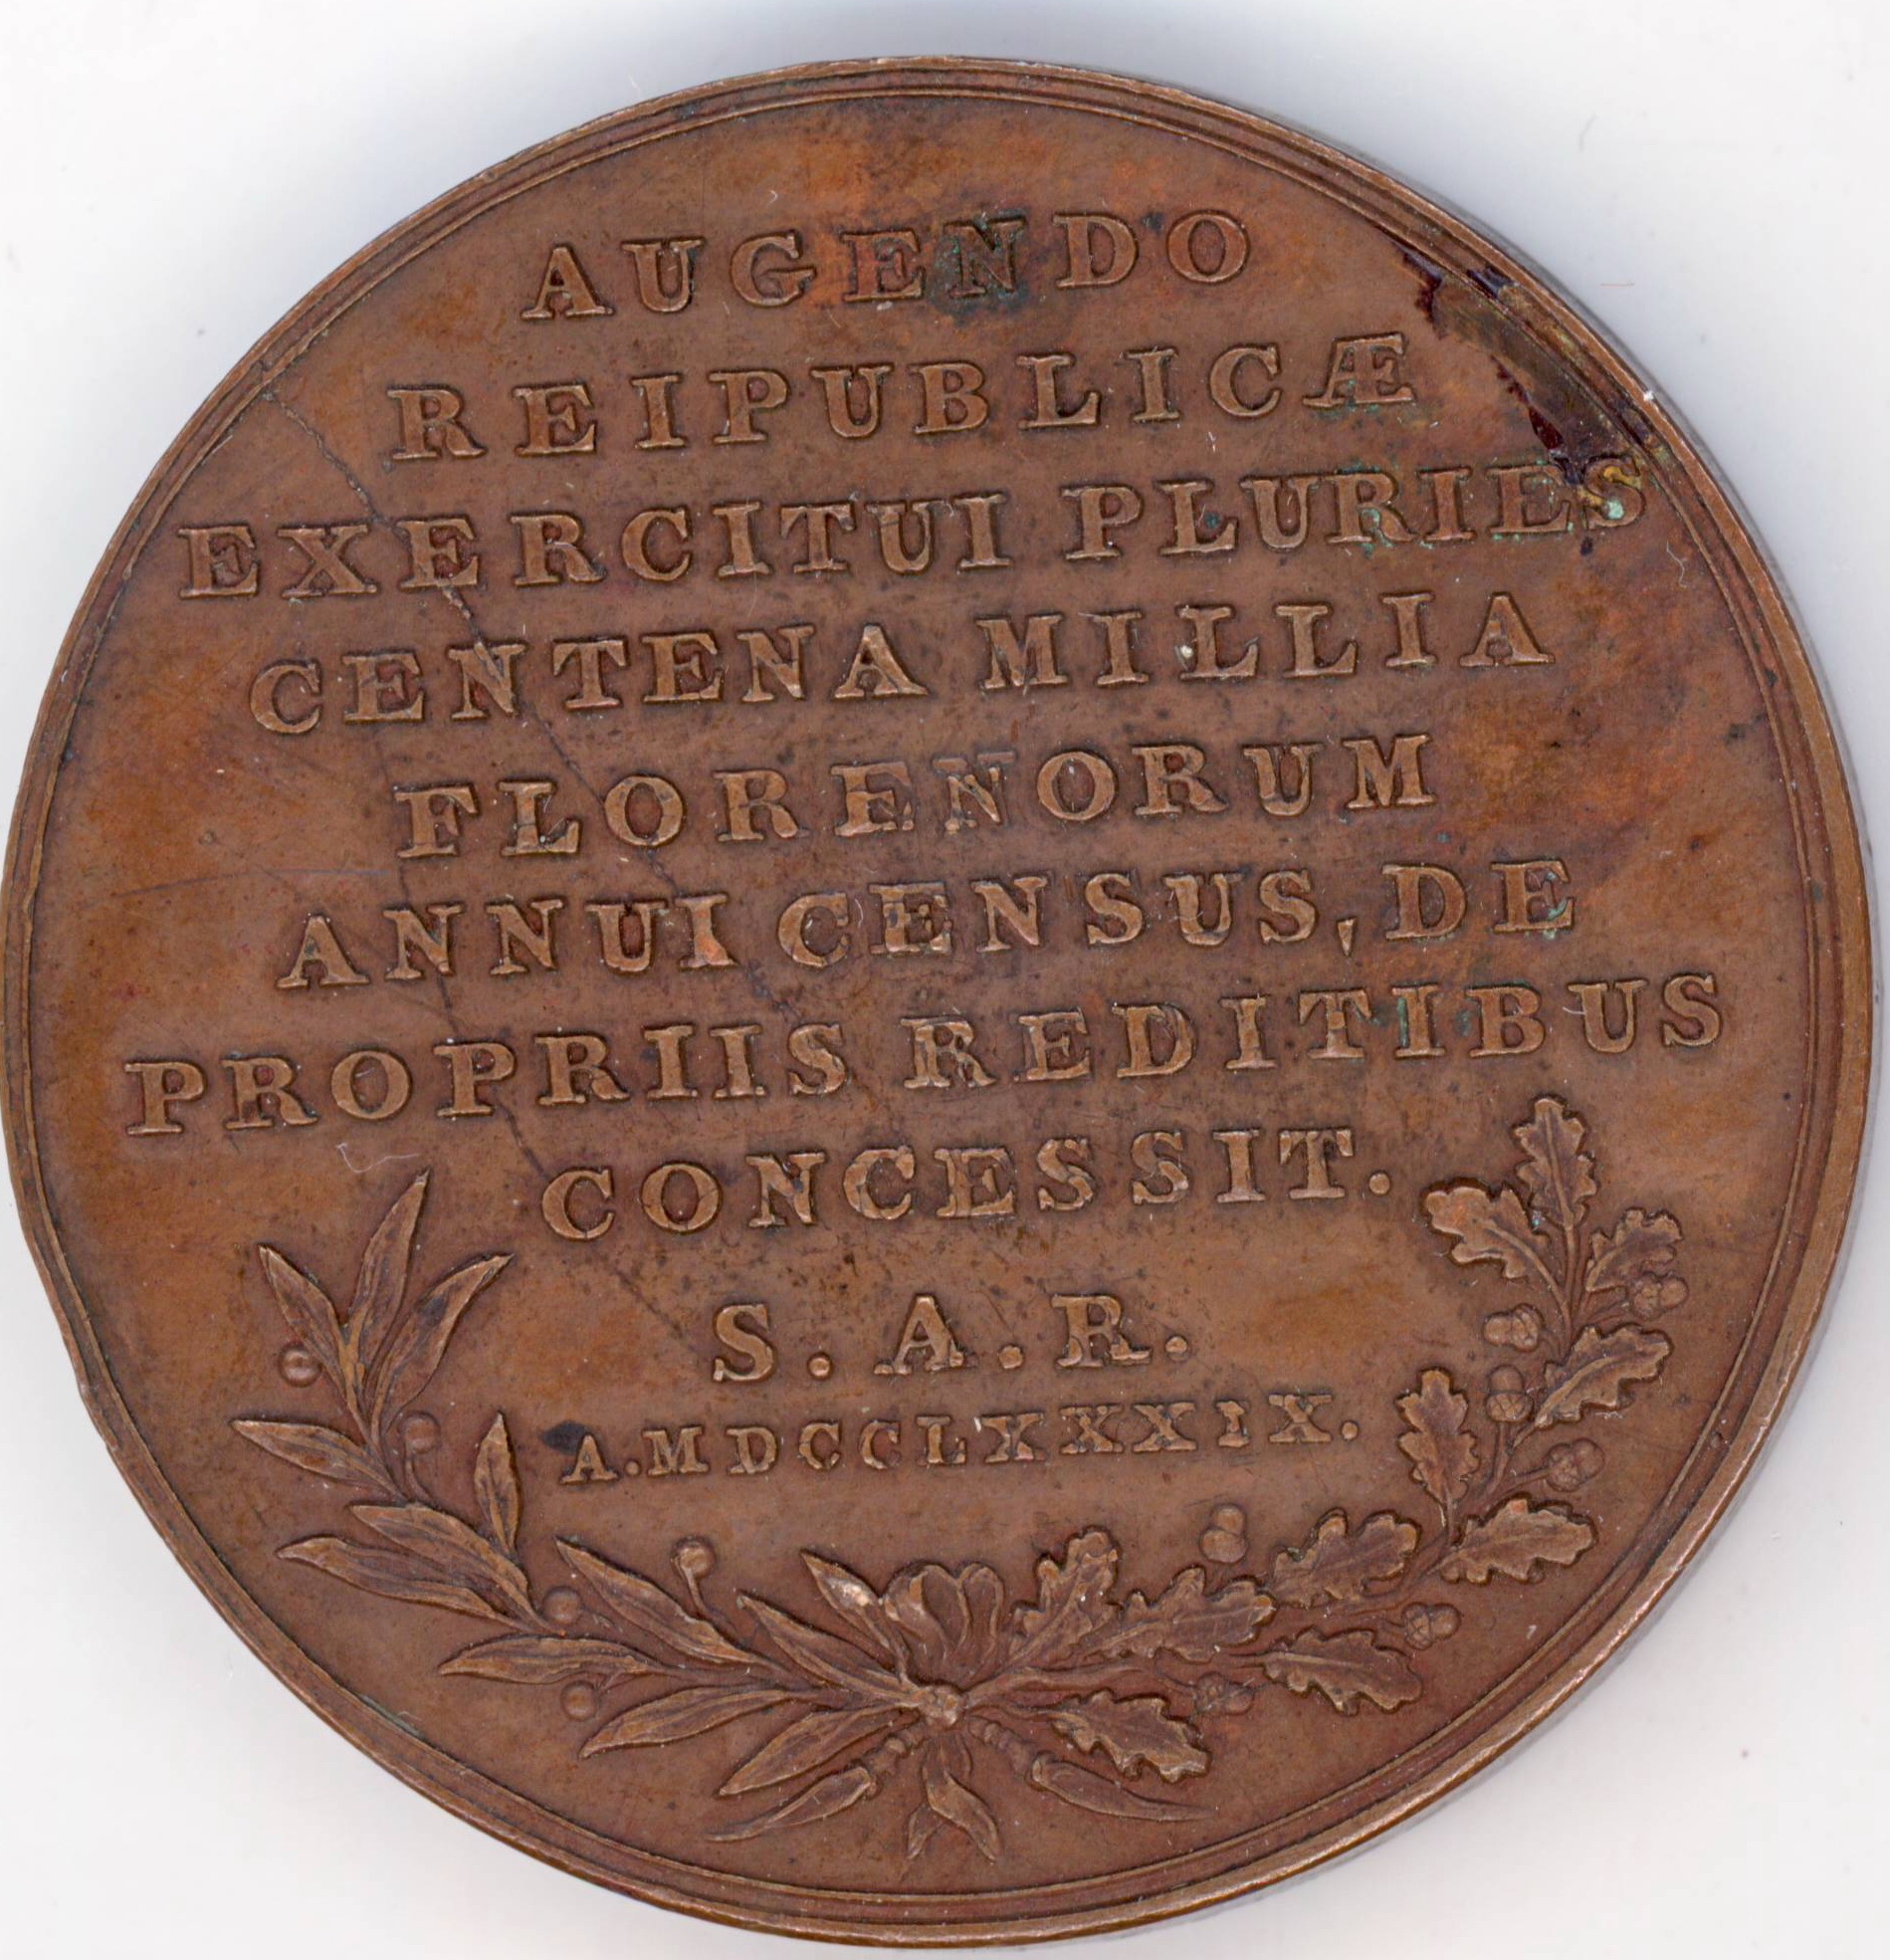 AUGENDO
REIPUBLICÆ
EXERCITUI PLURIES
CENTENA MILLIA
FLORENORUM
ANNUI CENSUS, DE
PROPRIIS REDITIBUS
CONCESSIT.
S. A. R.
A. MDCCLXXXIX.